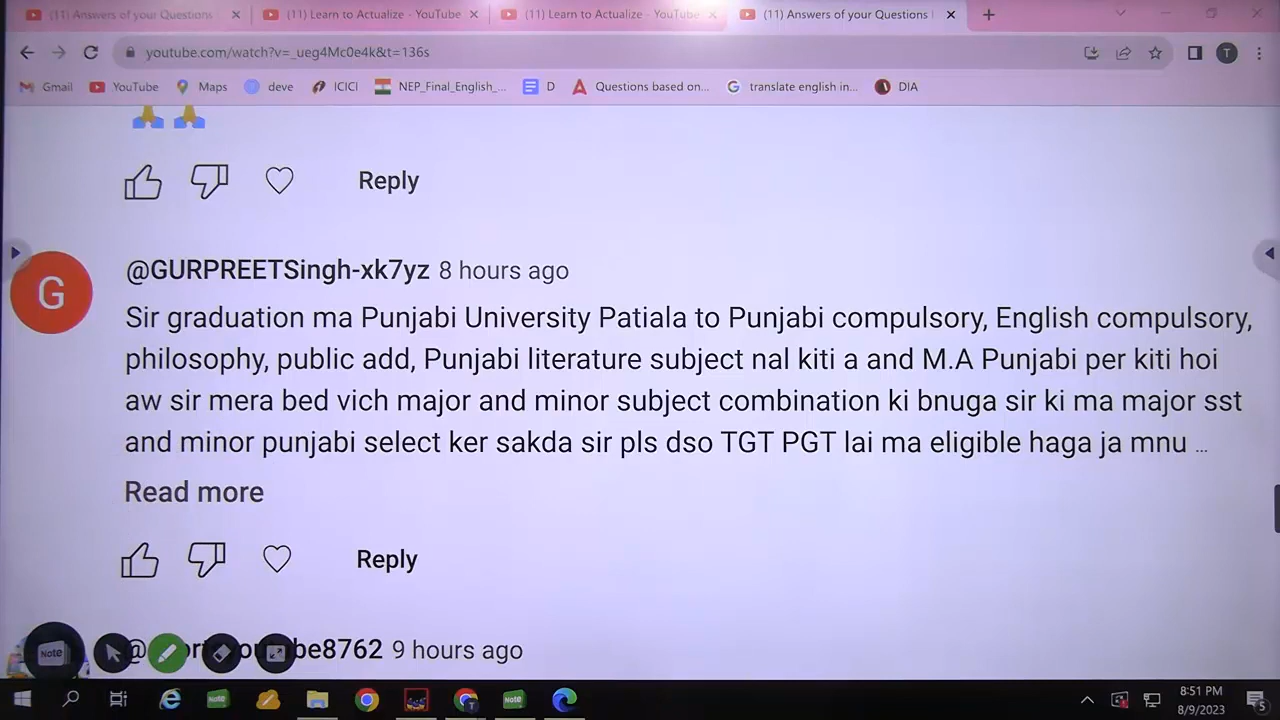 (11) Answers of your Questions
(11) Learn to Actualize - YouTube
(11) Learn to Actualize - YouTube
(11) Answers of your Questions
youtube.com/watch?v=_ueg4Mc0e4k&t=136s
T
Gmail
YouTube
Maps
deve
ICICI
NEP_Final_English_...
D
Questions based on...
translate english in...
DIA
Reply
G
@GURPREETSingh-xk7yz 8 hours ago
Sir graduation ma Punjabi University Patiala to Punjabi compulsory, English compulsory,
philosophy, public add, Punjabi literature subject nal kiti a and M.A Punjabi per kiti hoi
aw sir mera bed vich major and minor subject combination ki bnuga sir ki ma major sst
and minor punjabi select ker sakda sir pls dso TGT PGT lai ma eligible haga ja mnu ...
Read more
Reply
9 hours ago
Note
Note
Note
8:51 PM
8/9/2023
5